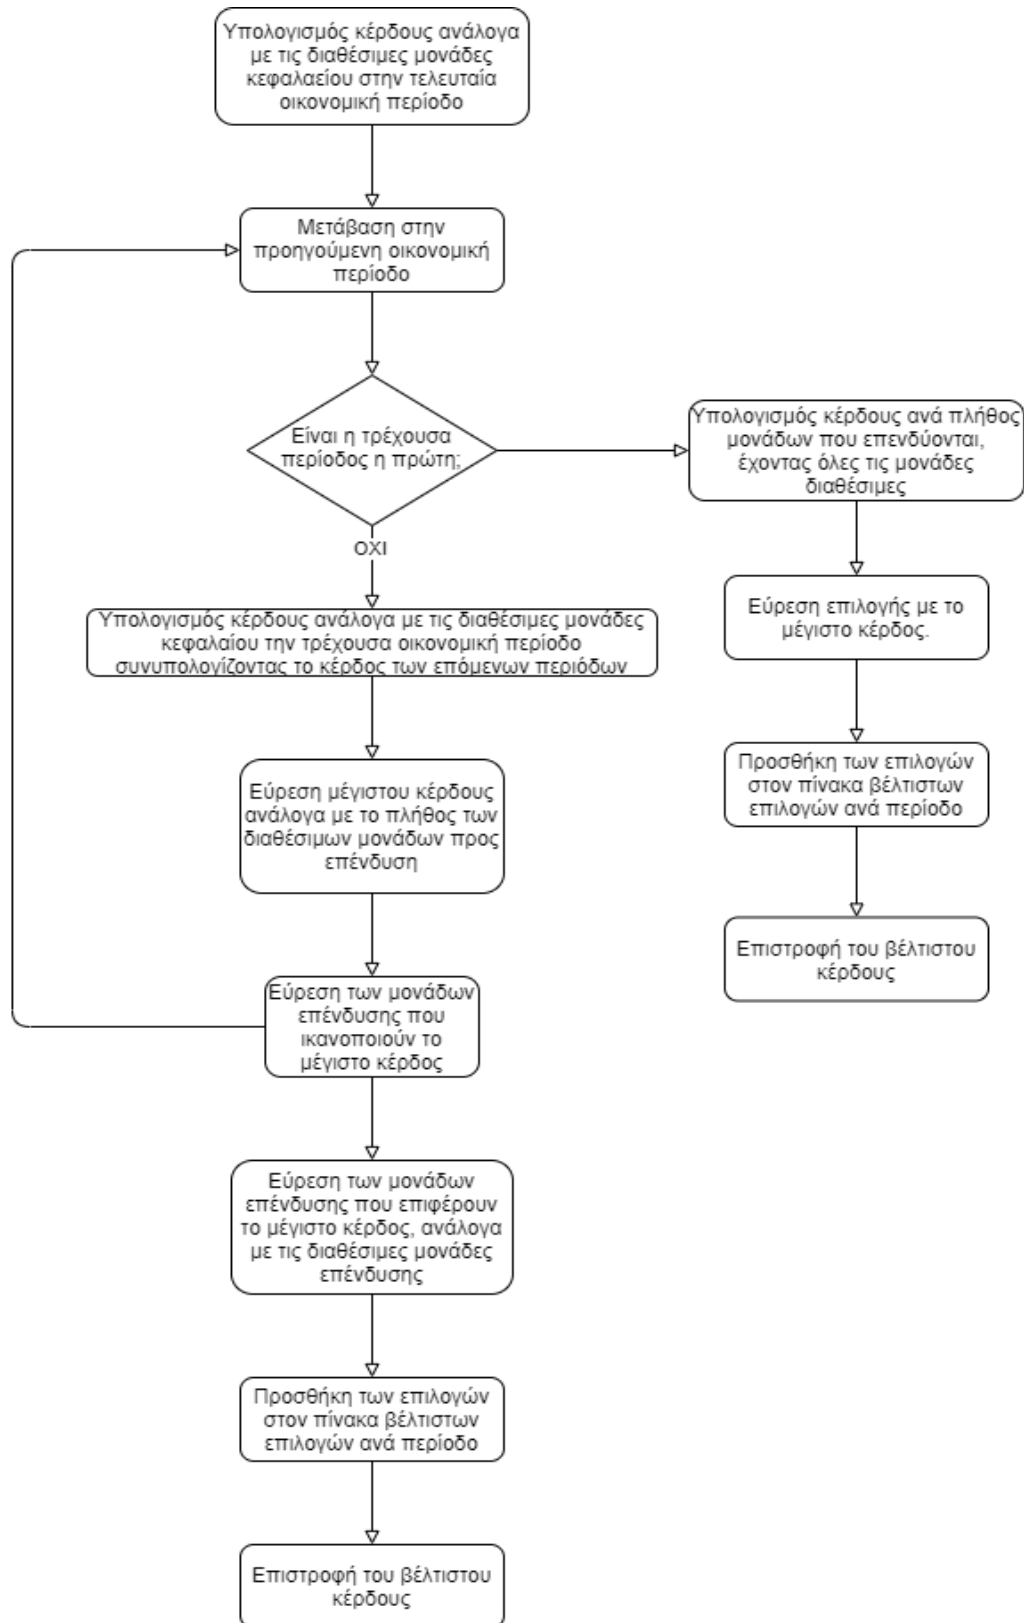 Υπολογισμός κέρδους ανάλογα
με τις διαθέσιμες μονάδες
κεφαλαείου στην τελευταία
οικονομική περίοδο
Μετάβαση στην
προηγούμενη οικονομική
περίοδο
Είναι η τρέχουσα
περίοδος η πρώτη;
Υπολογισμός κέρδους ανά πλήθος
μονάδων που επενδύονται,
έχοντας όλες τις μονάδες
διαθέσιμες
ΟΧΙ
Εύρεση επιλογής με το
μέγιστο κέρδος.
Υπολογισμός κέρδους ανάλογα με τις διαθέσιμες μονάδες
κεφαλαίου την τρέχουσα οικονομική περίοδο
συνυπολογίζοντας το κέρδος των επόμενων περιόδων
Προσθήκη των επιλογών
στον πίνακα βέλτιστων
επιλογών ανά περίοδο
Εύρεση μέγιστου κέρδους
ανάλογα με το πλήθος των
διαθέσιμων μονάδων προς
επένδυση
Επιστροφή του βέλτιστου
κέρδους
Εύρεση των μονάδων
επένδυσης που
ικανοποιούν το
μέγιστο κέρδος
Εύρεση των μονάδων
επένδυσης που επιφέρουν
το μέγιστο κέρδος, ανάλογα
με τις διαθέσιμες μονάδες
επένδυσης
Προσθήκη των επιλογών
στον πίνακα βέλτιστων
επιλογών ανά περίοδο
Επιστροφή του βέλτιστου
κέρδους